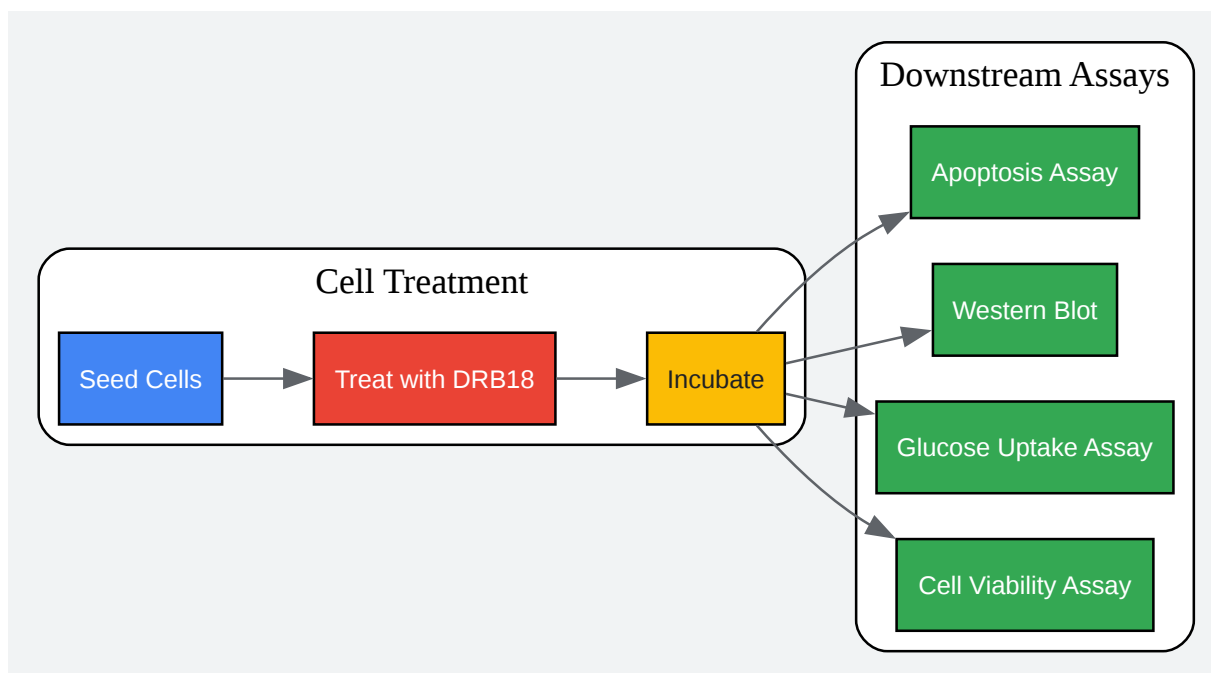 Cell Treatment
Seed Cells
Treat with DRB18
Incubate
Downstream Assays
Apoptosis Assay
Western Blot
Glucose Uptake Assay
Cell Viability Assay